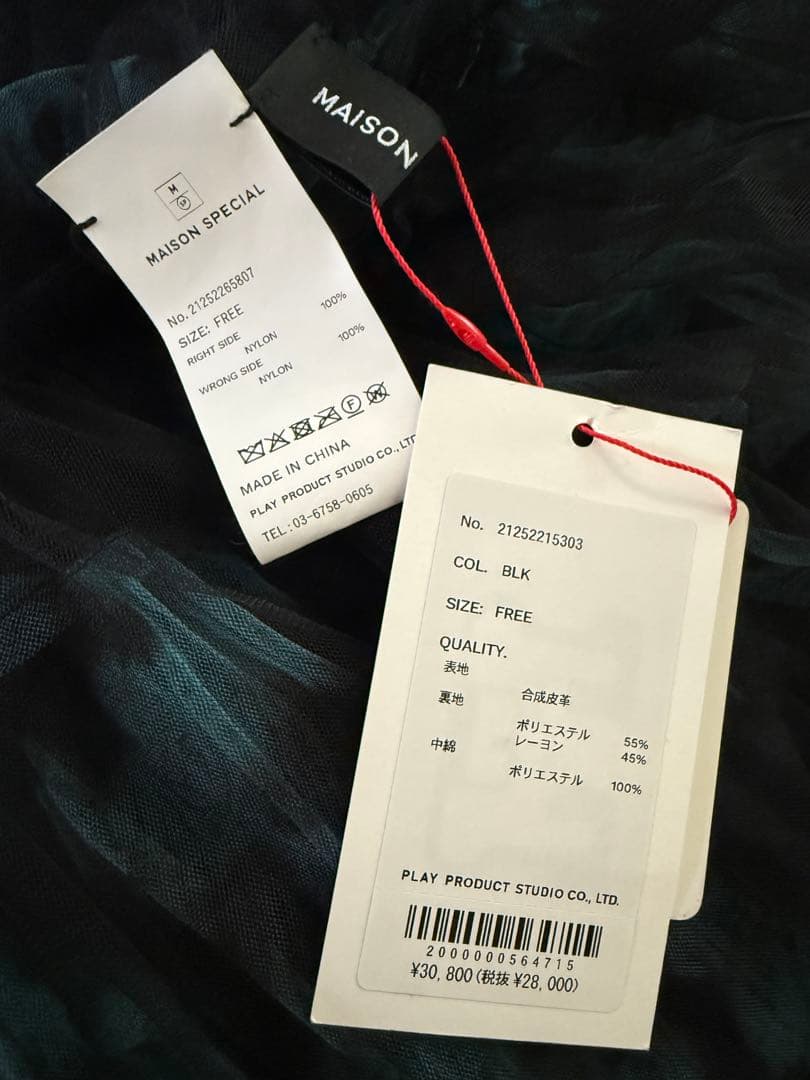 MAISON
M
SP
MAISON SPECIAL
No. 21252265807
SIZE: FREE
RIGHT SIDE
NYLON 100%
WRONG SIDE
NYLON 100%
F W
MADE IN CHINA
PLAY PRODUCT STUDIO CO., LTD
TEL : 03-6758-0605
No. 21252215303
COL. BLK
SIZE: FREE
QUALITY.
表地
合成皮革
裏地
ポリエステル 55%
レーヨン 45%
中綿
ポリエステル 100%
PLAY PRODUCT STUDIO CO., LTD.
2000000564715
¥30,800(税抜 ¥28,000)